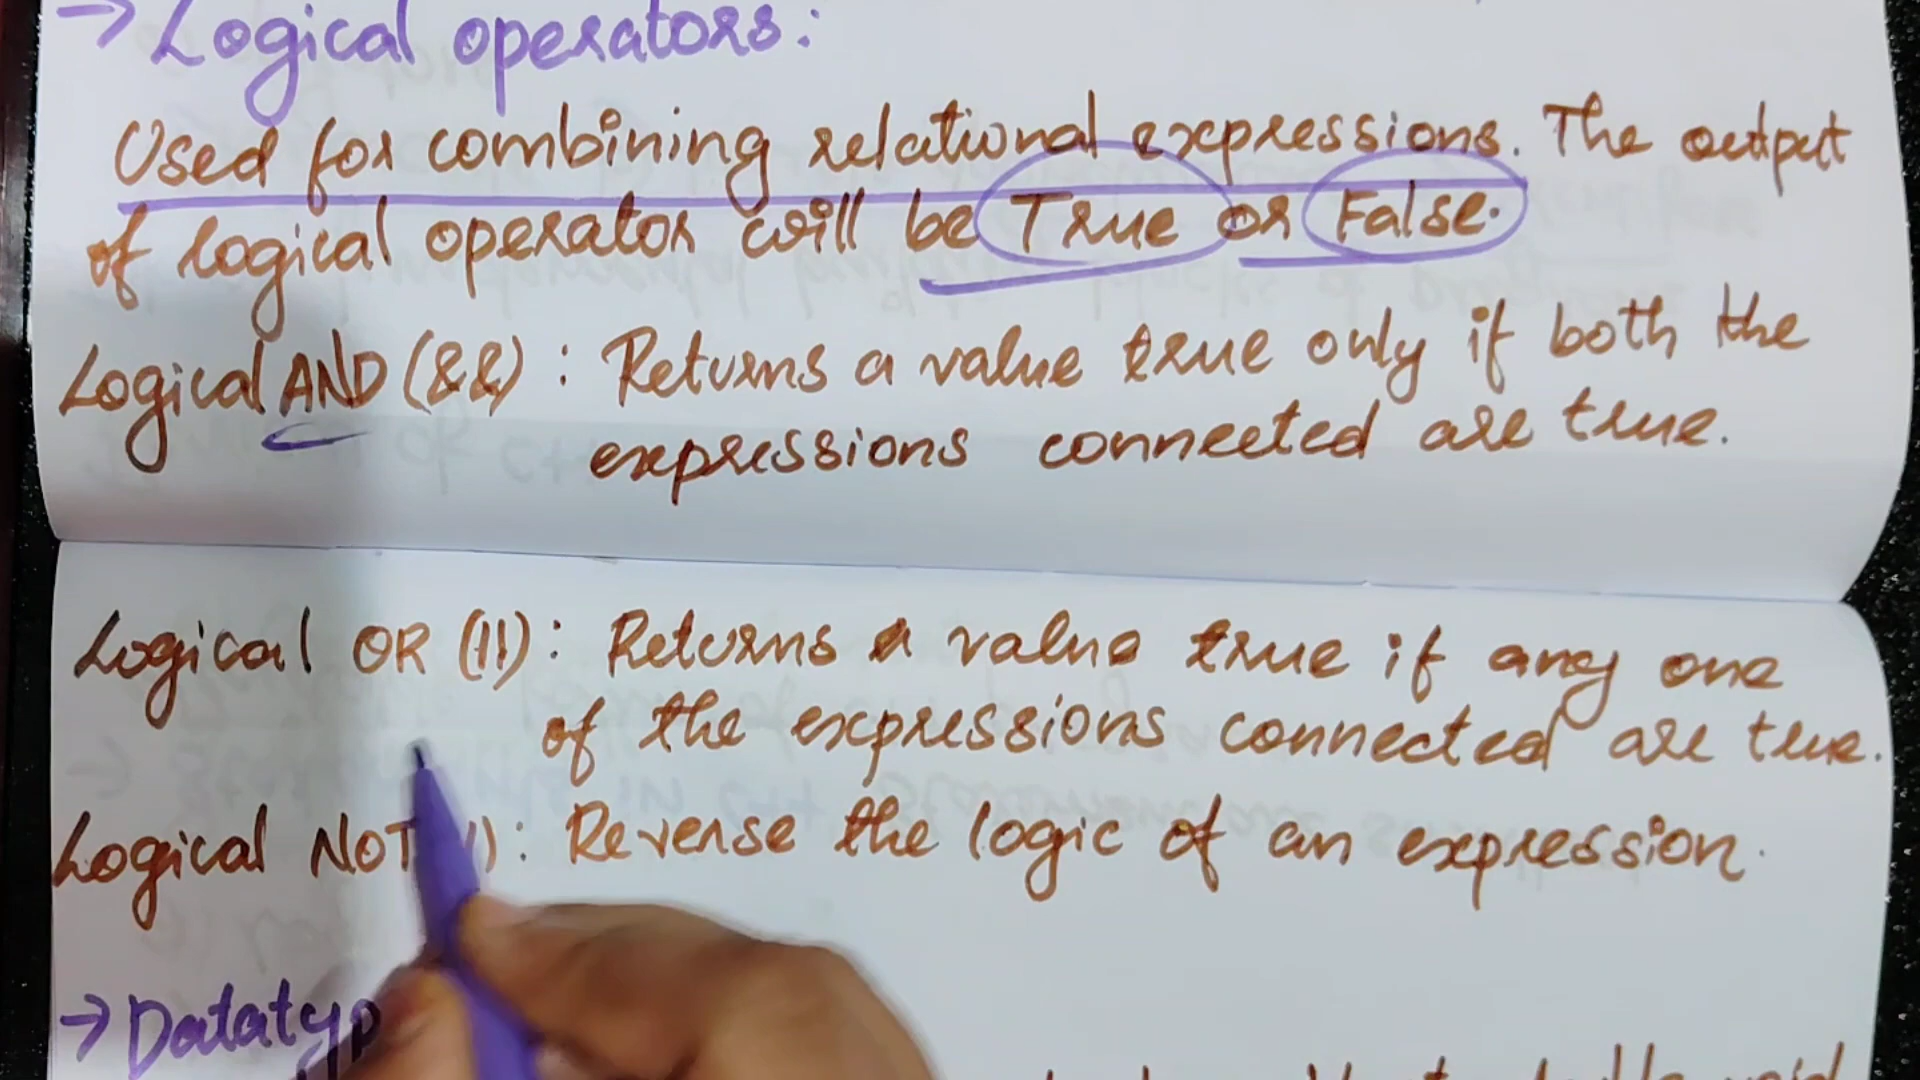 → Logical operators:
Used for combining relational expressions. The output
of logical operator will be True or False.
Logical AND (&&) : Returns a value true only if both the
expressions connected are true.
Logical OR (||) : Returns a value true if any one
of the expressions connected are true.
Logical NOT : Reverse the logic of an expression.
→ Datatyp